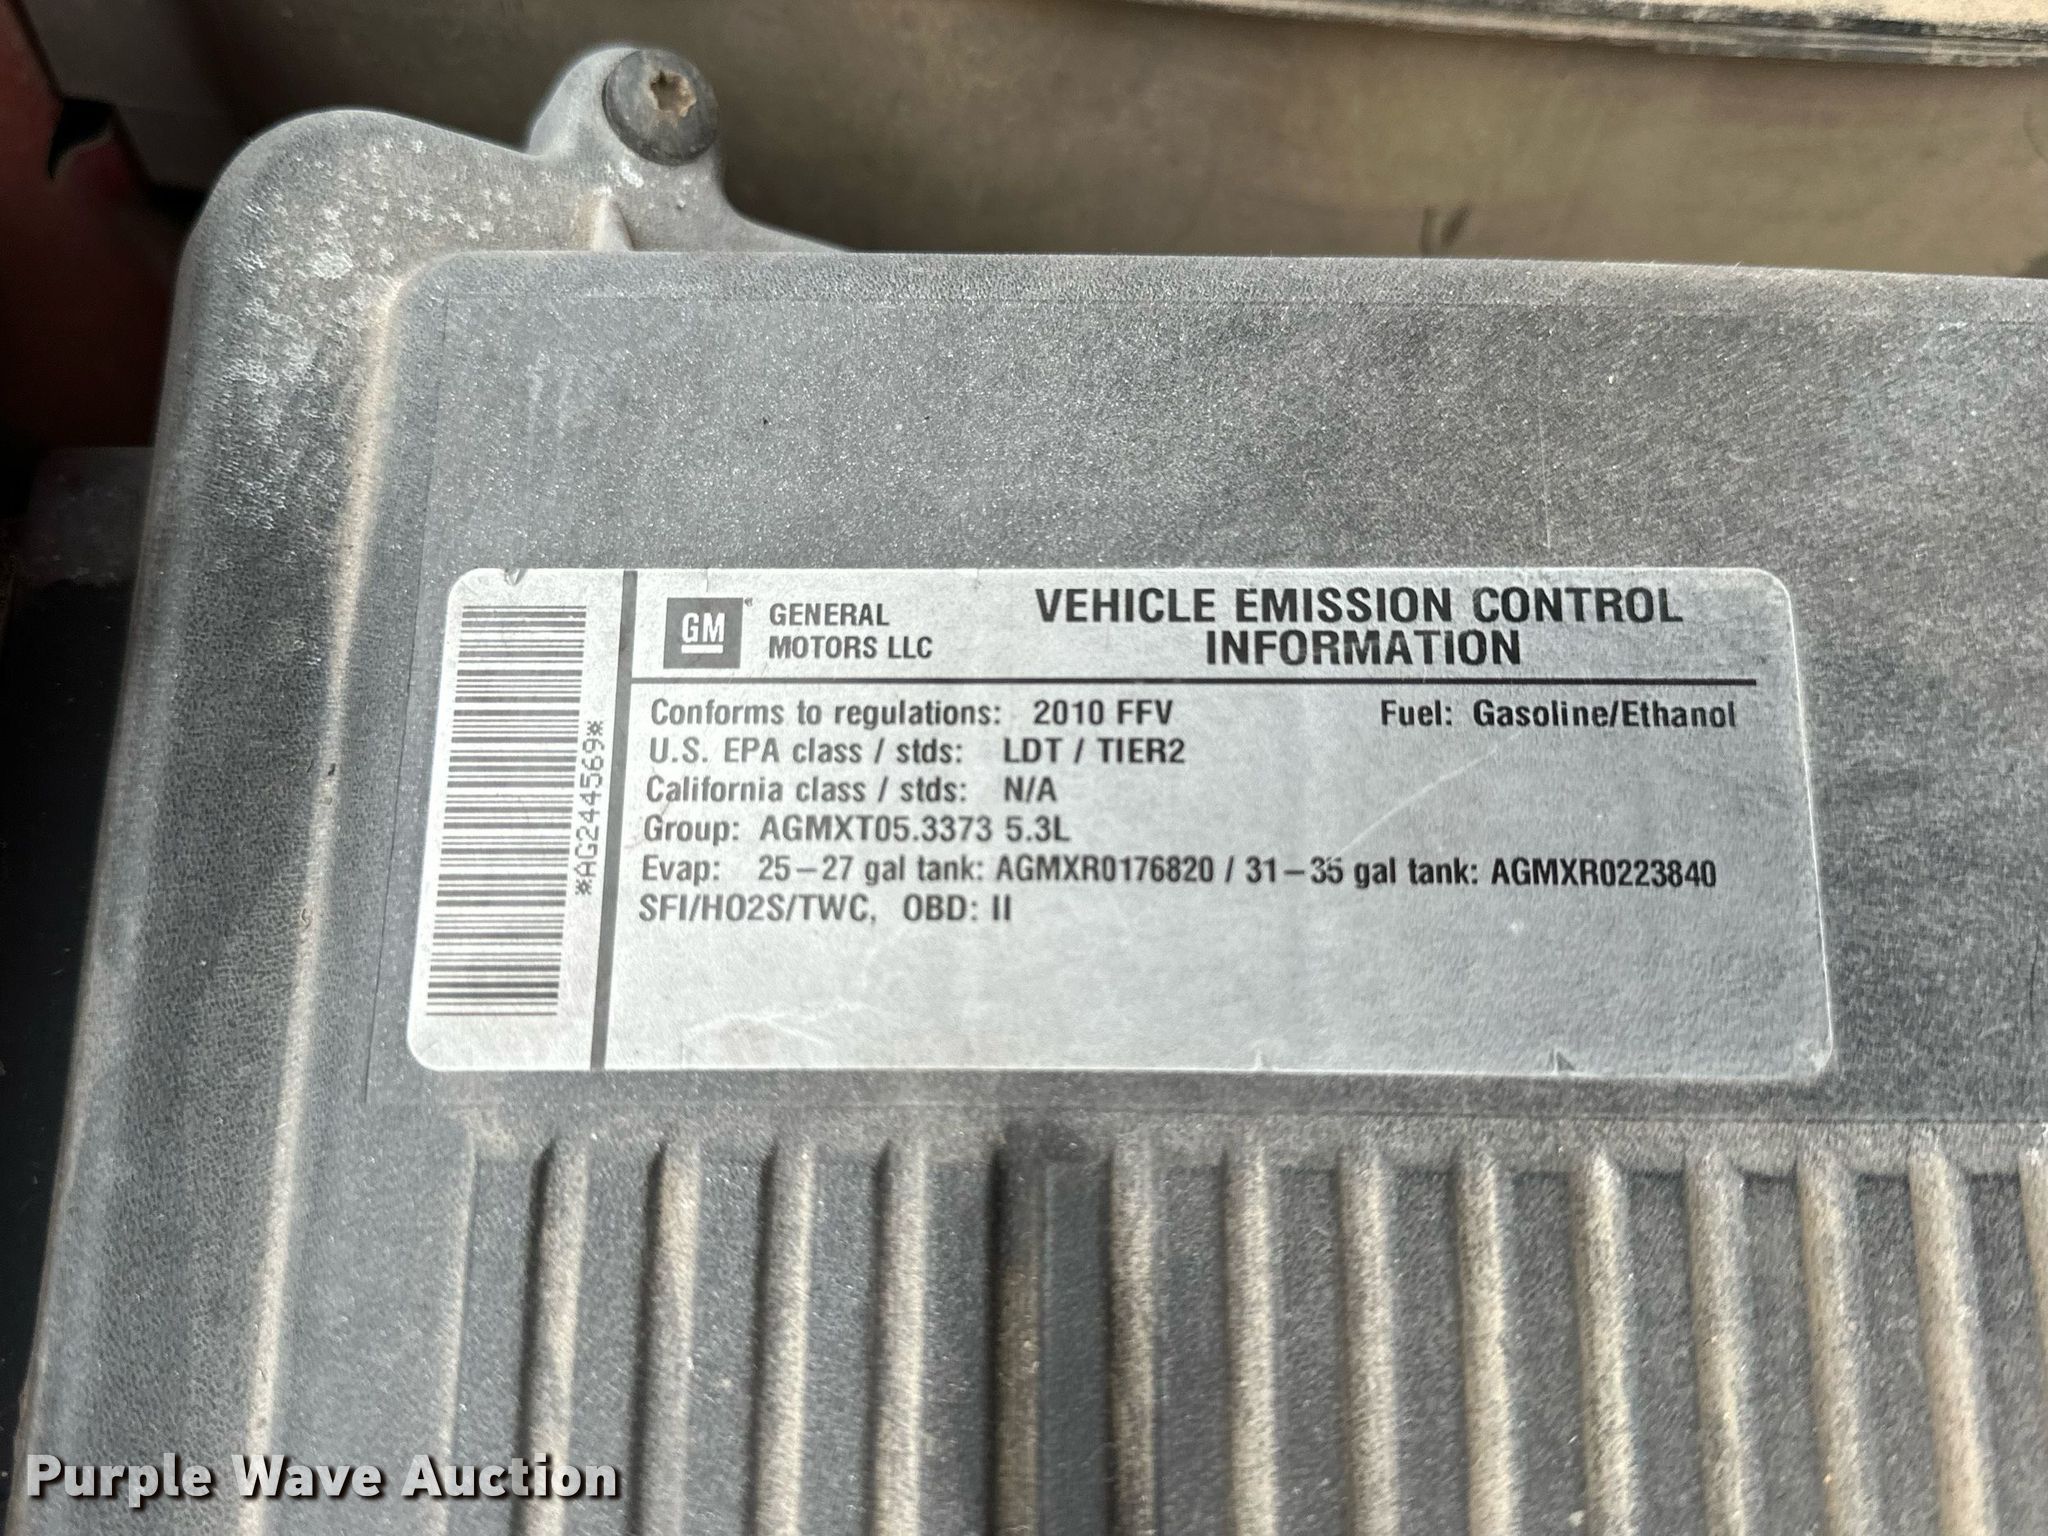 GM
GENERAL
MOTORS LLC
VEHICLE EMISSION CONTROL
INFORMATION
Conforms to regulations: 2010 FFV Fuel: Gasoline/Ethanol
U.S. EPA class / stds: LDT / TIER2
California class / stds: N/A
Group: AGMXT05.3373 5.3L
Evap: 25-27 gal tank: AGMXR0176820 / 31-35 gal tank: AGMXR0223840
SFI/HO2S/TWC, OBD: II
*AG244569*
Purple Wave Auction